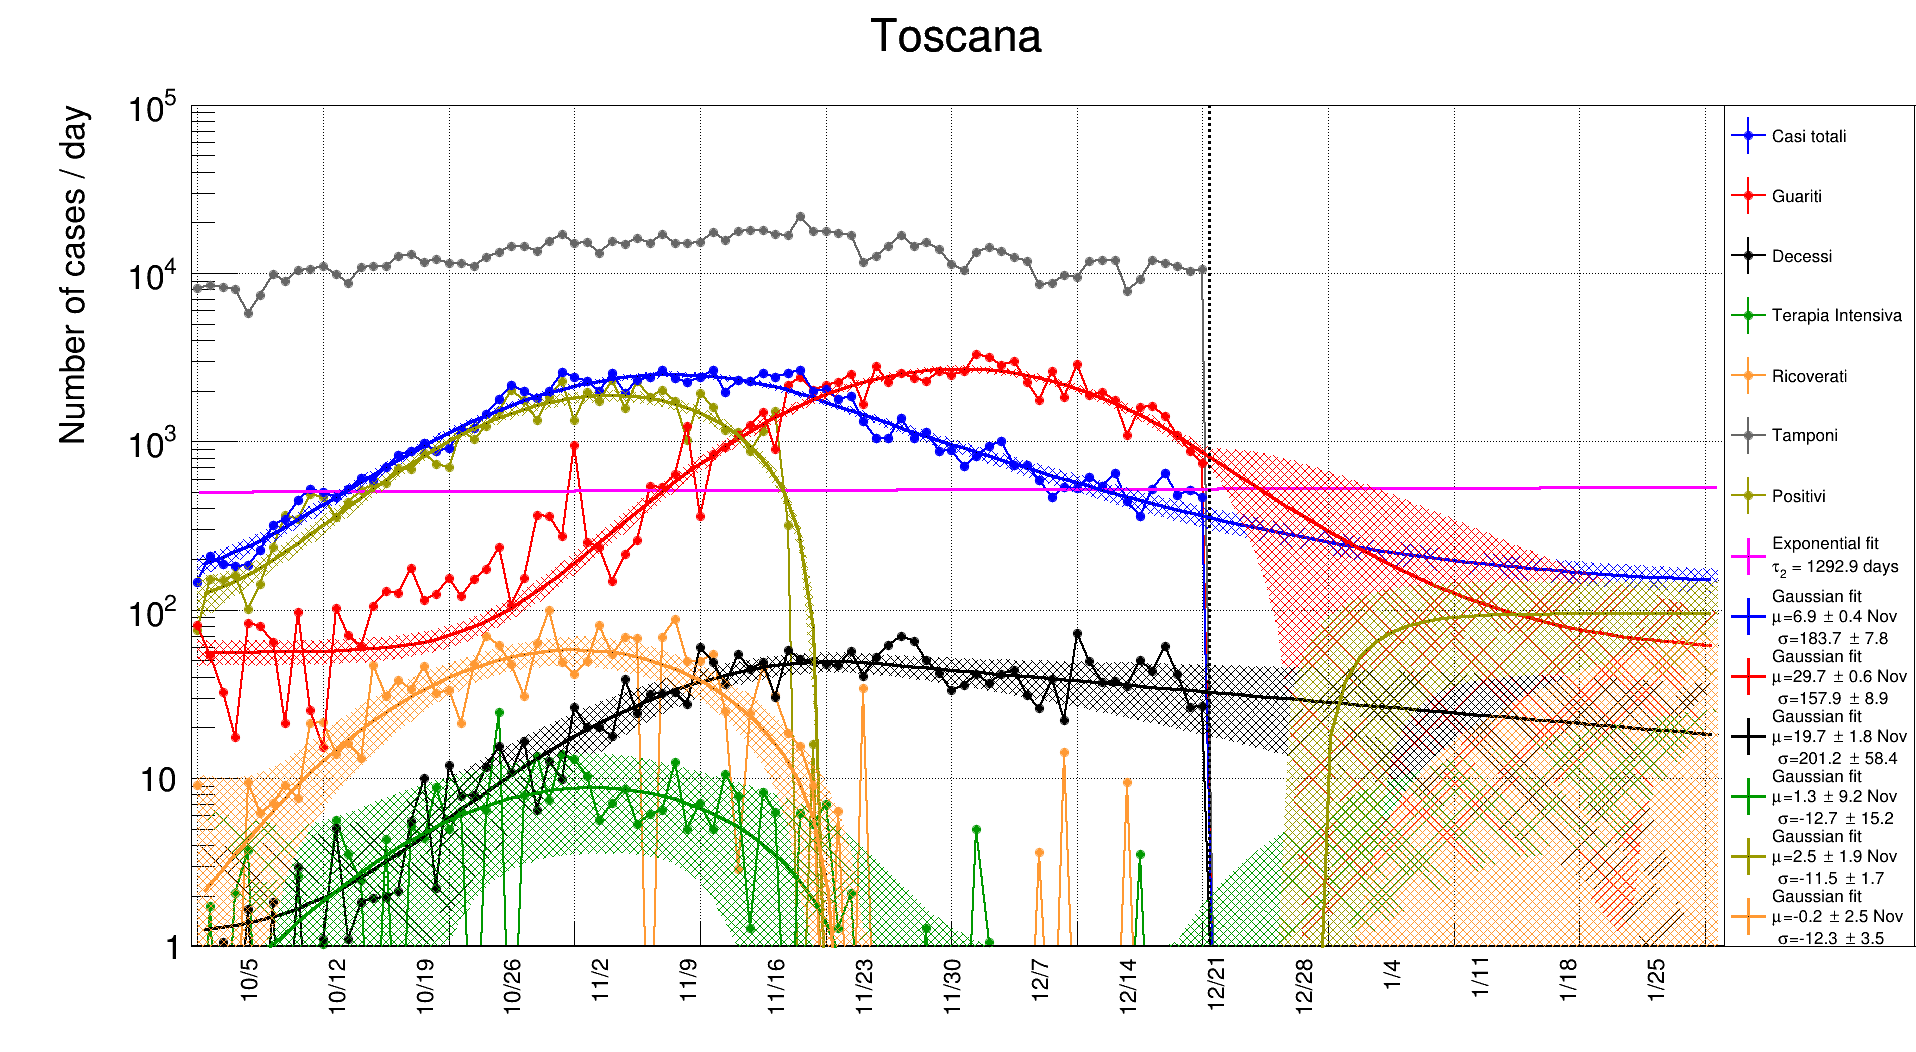 Toscana
Number of cases / day
10^5
10^4
10^3
10^2
10
1
10/5 10/12 10/19 10/26 11/2 11/9 11/16 11/23 11/30 12/7 12/14 12/21 12/28 1/4 1/11 1/18 1/25
Casi totali
Guariti
Decessi
Terapia Intensiva
Ricoverati
Tamponi
Positivi
Exponential fit
τ_2 = 1292.9 days
Gaussian fit
μ=6.9 ± 0.4 Nov
σ=183.7 ± 7.8
Gaussian fit
μ=29.7 ± 0.6 Nov
σ=157.9 ± 8.9
Gaussian fit
μ=19.7 ± 1.8 Nov
σ=201.2 ± 58.4
Gaussian fit
μ=1.3 ± 9.2 Nov
σ=-12.7 ± 15.2
Gaussian fit
μ=2.5 ± 1.9 Nov
σ=-11.5 ± 1.7
Gaussian fit
μ=-0.2 ± 2.5 Nov
σ=-12.3 ± 3.5